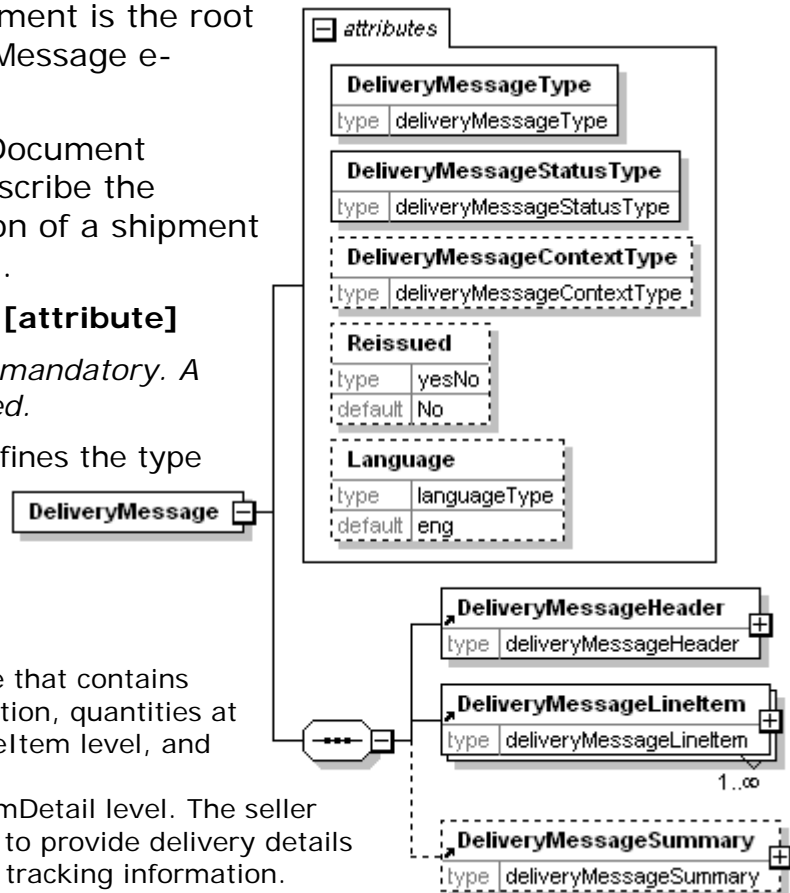 ment is the root
Message e-
Document
scribe the
on of a shipment
.
[attribute]
mandatory. A
ed.
fines the type
e that contains
tion, quantities at
eItem level, and
mDetail level. The seller
to provide delivery details
tracking information.
DeliveryMessage
attributes
DeliveryMessageType
type deliveryMessageType
DeliveryMessageStatusType
type deliveryMessageStatusType
DeliveryMessageContextType
type deliveryMessageContextType
Reissued
type yesNo
default No
Language
type languageType
default eng
DeliveryMessageHeader
type deliveryMessageHeader
DeliveryMessageLineItem
type deliveryMessageLineItem
1..∞
DeliveryMessageSummary
type deliveryMessageSummary